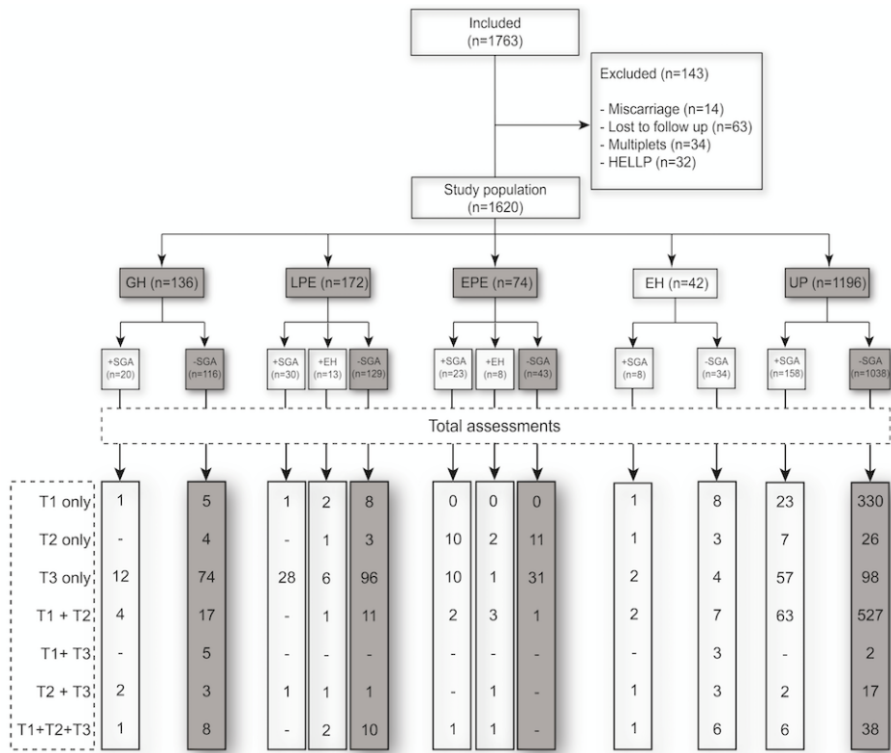 Included
(n=1763)
Excluded (n=143)
- Miscarriage (n=14)
- Lost to follow up (n=63)
- Multiplets (n=34)
- HELLP (n=32)
Study population
(n=1620)
GH (n=136) LPE (n=172) EPE (n=74) EH (n=42) UP (n=1196)
+SGA -SGA +SGA +EH -SGA +SGA +EH -SGA +SGA -SGA +SGA -SGA
(n=20) (n=116) (n=30) (n=13) (n=129) (n=23) (n=8) (n=43) (n=8) (n=34) (n=158) (n=1038)
Total assessments
T1 only 1 5 1 2 8 0 0 0 1 8 23 330
T2 only - 4 - 1 3 10 2 11 1 3 7 26
T3 only 12 74 28 6 96 10 1 31 2 4 57 98
T1 + T2 4 17 - 1 11 2 3 1 2 7 63 527
T1+ T3 - 5 - - - - - - - 3 - 2
T2 + T3 2 3 1 1 1 - 1 - 1 3 2 17
T1+T2+T3 1 8 - 2 10 1 1 - 1 6 6 38